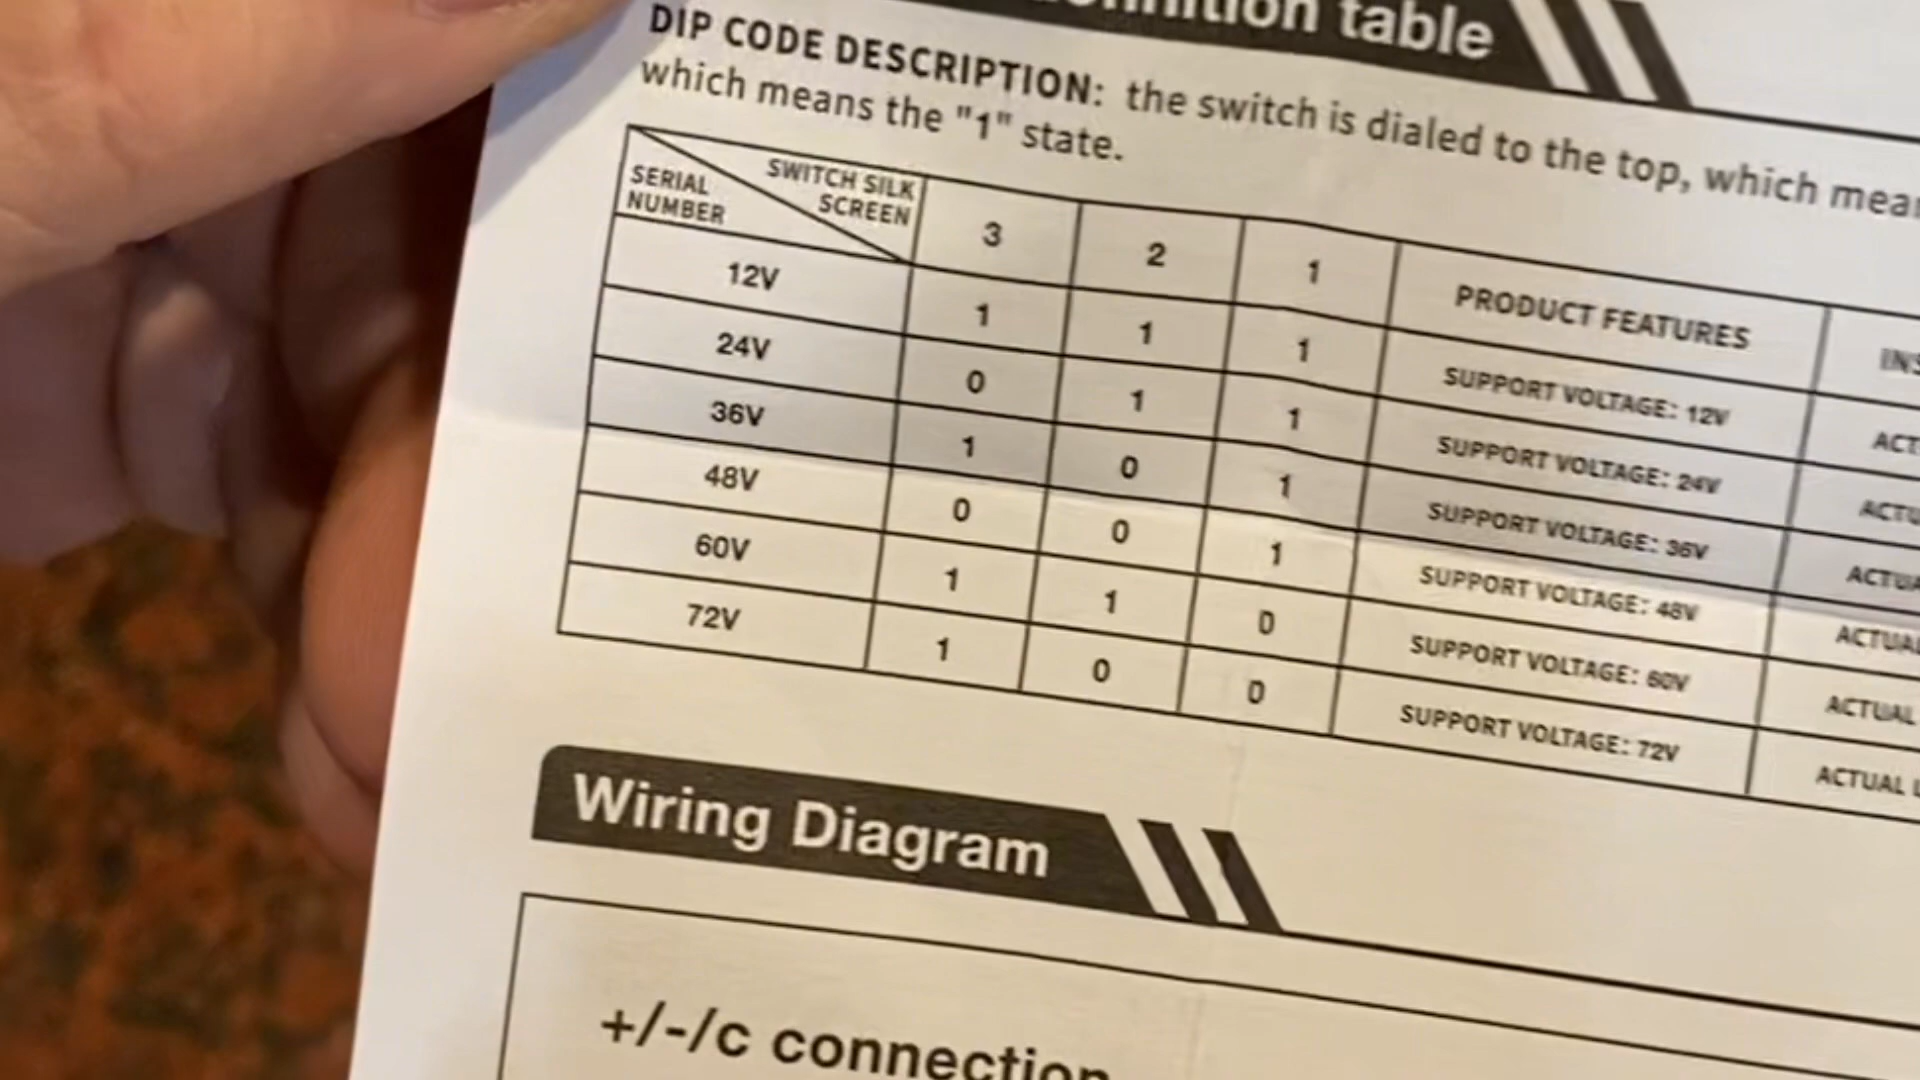 table
DIP CODE DESCRIPTION: the switch is dialed to the top, which
which means the "1" state.
SERIAL NUMBER SWITCH SILK SCREEN 3 2 1 PRODUCT FEATURES
12V 1 1 1 SUPPORT VOLTAGE: 12V
24V 0 1 1 SUPPORT VOLTAGE: 24V
36V 1 0 1 SUPPORT VOLTAGE: 36V
48V 0 0 1 SUPPORT VOLTAGE: 48V
60V 1 1 0 SUPPORT VOLTAGE: 60V ACTUAL
72V 1 0 0 SUPPORT VOLTAGE: 72V ACTUAL
Wiring Diagram
+/-/c connection